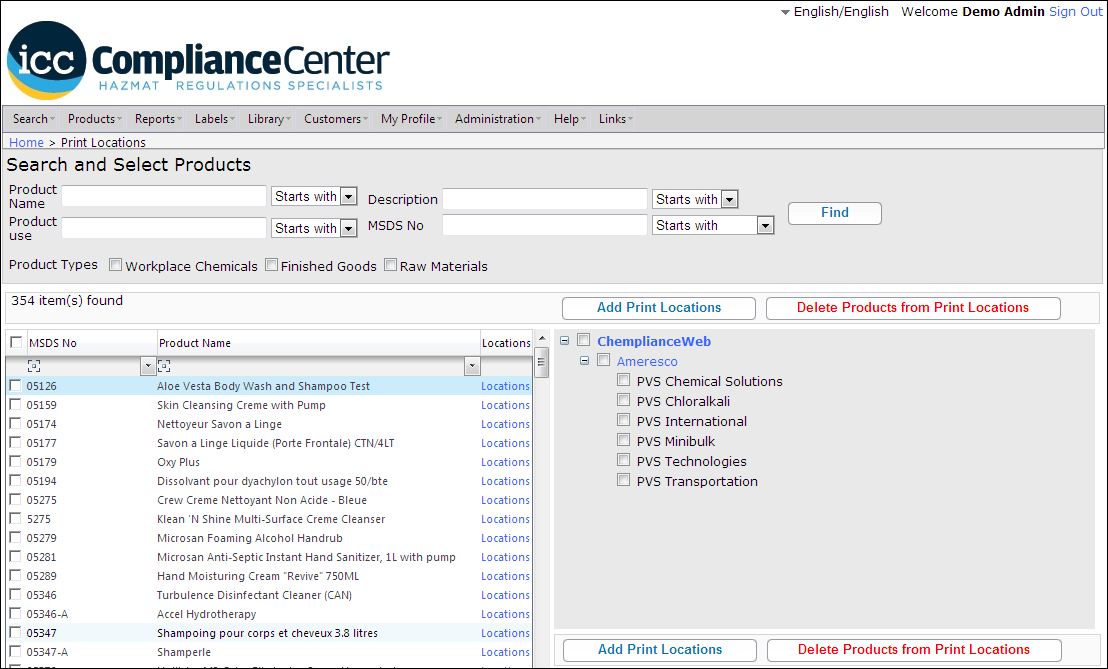 English/English Welcome Demo Admin Sign Out
icc ComplianceCenter
HAZMAT REGULATIONS SPECIALISTS
Search Products Reports Labels Library Customers My Profile Administration Help Links
Home > Print Locations
Search and Select Products
Product Name Starts with Description Starts with
Product use Starts with MSDS No Starts with
Find
Product Types Workplace Chemicals Finished Goods Raw Materials
354 item(s) found
Add Print Locations Delete Products from Print Locations
MSDS No Product Name Locations
05126 Aloe Vesta Body Wash and Shampoo Test Locations
05159 Skin Cleansing Creme with Pump Locations
05174 Nettoyeur Savon a Linge Locations
05177 Savon a Linge Liquide (Porte Frontale) CTN/4LT Locations
05179 Oxy Plus Locations
05194 Dissolvant pour dyachylon tout usage 50/bte Locations
05275 Crew Creme Nettoyant Non Acide - Bleue Locations
5275 Klean 'N Shine Multi-Surface Creme Cleanser Locations
05279 Microsan Foaming Alcohol Handrub Locations
05281 Microsan Anti-Septic Instant Hand Sanitizer, 1L with pump Locations
05289 Hand Moisturing Cream "Revive" 750ML Locations
05346 Turbulence Disinfectant Cleaner (CAN) Locations
05346-A Accel Hydrotherapy Locations
05347 Shampoing pour corps et cheveux 3.8 litres Locations
05347-A Shamperle Locations
ChemplianceWeb
Ameresco
PVS Chemical Solutions
PVS Chloralkali
PVS International
PVS Minibulk
PVS Technologies
PVS Transportation
Add Print Locations Delete Products from Print Locations